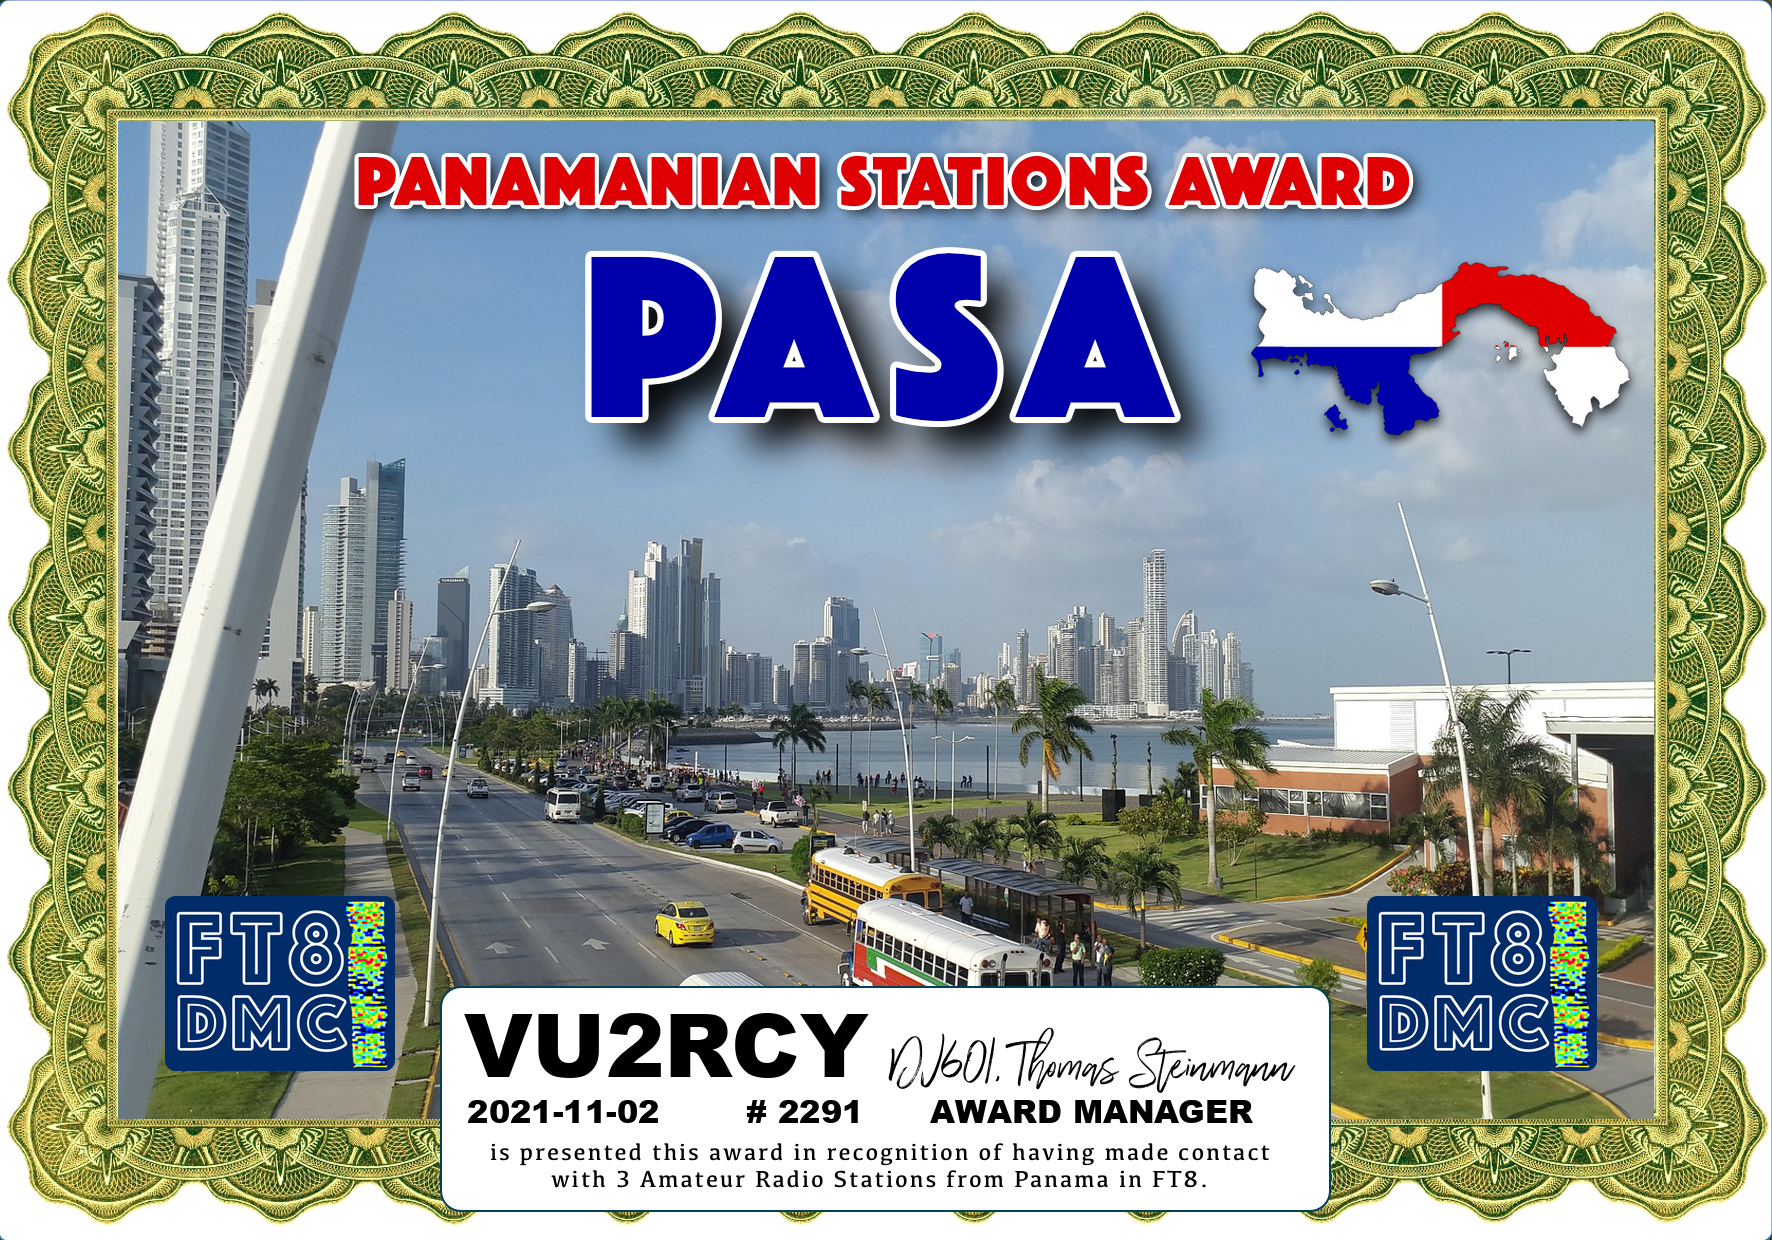 PANAMANIAN STATIONS AWARD
PASA
FT8
DMC
FT8
DMC
VU2RCY
DJ6OI, Thomas Steinmann
2021-11-02 # 2291 AWARD MANAGER
is presented this award in recognition of having made contact
with 3 Amateur Radio Stations from Panama in FT8.